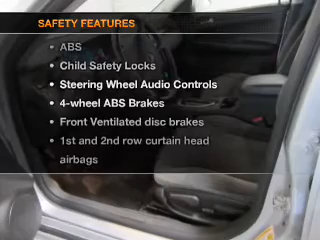 SAFETY FEATURES
• ABS
• Child Safety Locks
• Steering Wheel Audio Controls
• 4-wheel ABS Brakes
• Front Ventilated disc brakes
• 1st and 2nd row curtain head
airbags